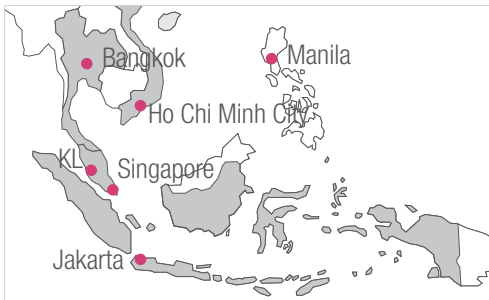 Bangkok
Manila
Ho Chi Minh City
KL
Singapore
Jakarta